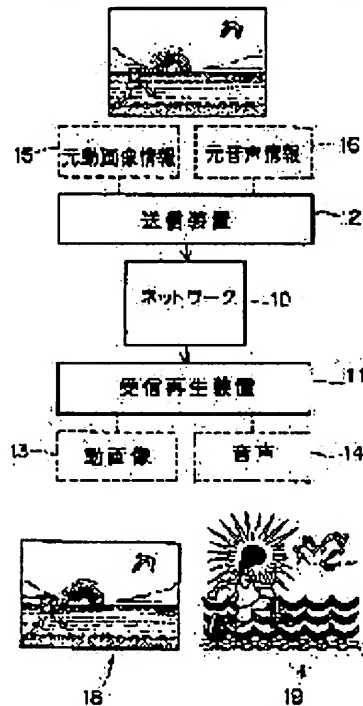 15 元動画像情報 元音声情報 16
送信装置 12
ネットワーク 10
受信再生装置 11
13 動画像 音声 14
18 19